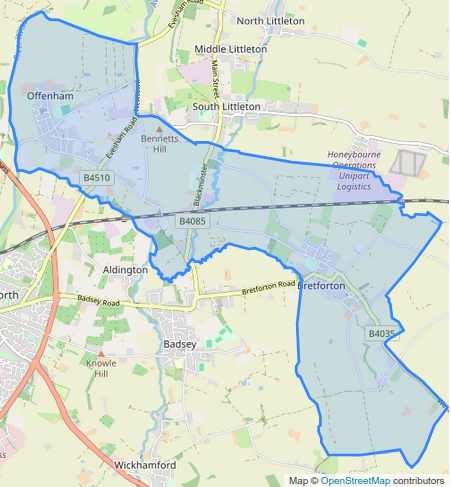 North Littleton
Middle Littleton
Evesham Road
Main Street
Offenham
South Littleton
Evesham Road
Bennetts
Hill
Honeybourne
Operations
Unipart
Logistics
B4510
Blackminster
B4085
Aldington
Bretforton Road
Bretforton
orth
Badsey Road
B4035
Badsey
Knowle
Hill
Wickhamford
Map © OpenStreetMap contributors